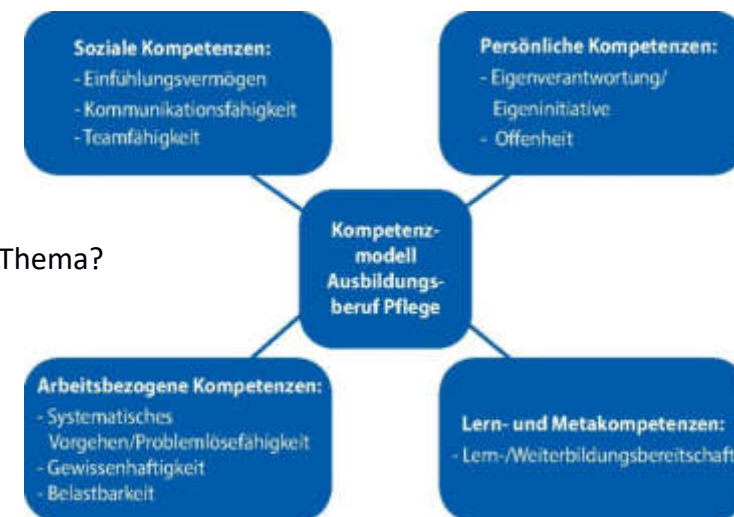 Soziale Kompetenzen:
- Einfühlungsvermögen
- Kommunikationsfähigkeit
- Teamfähigkeit
Persönliche Kompetenzen:
- Eigenverantwortung/
Eigeninitiative
- Offenheit
Thema?
Kompetenz-
modell
Ausbildungs-
beruf Pflege
Arbeitsbezogene Kompetenzen:
- Systematisches
Vorgehen/Problemlösefähigkeit
- Gewissenhaftigkeit
- Belastbarkeit
Lern- und Metakompetenzen:
- Lern-/Weiterbildungsbereitschaft